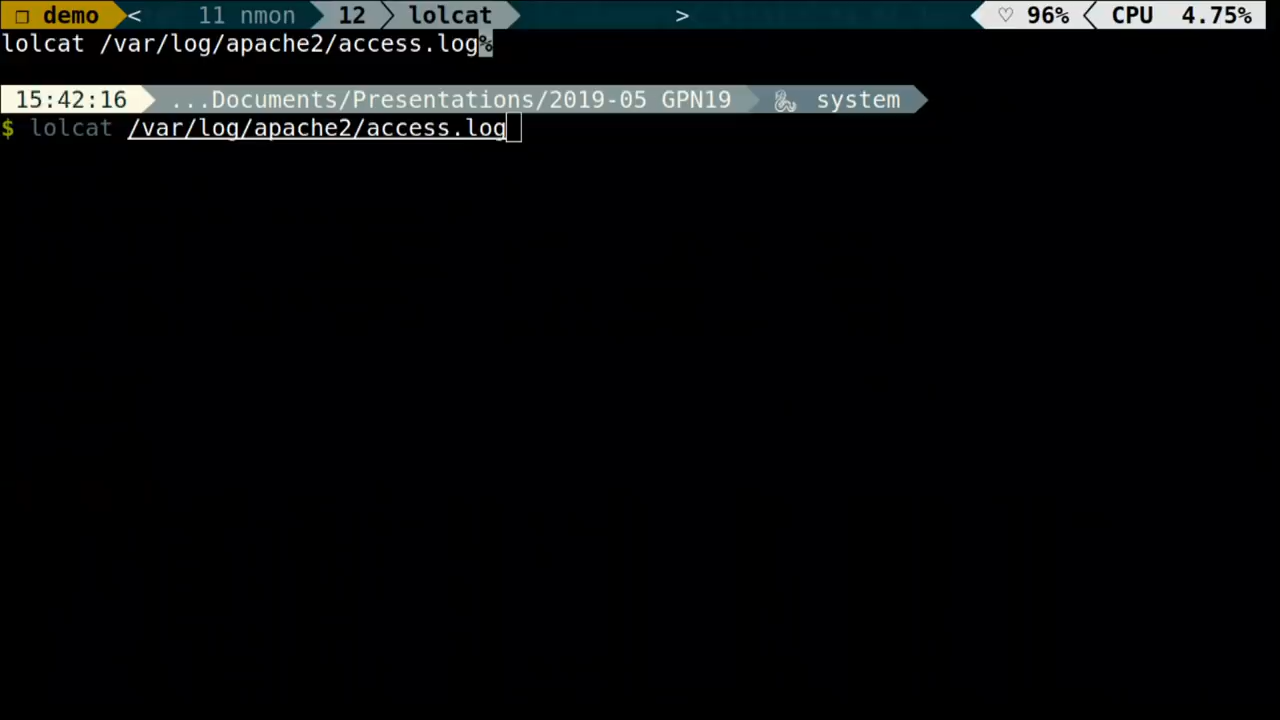 ❐ demo < 11 nmon 12 lolcat > ♡ 96% CPU 4.75%
lolcat /var/log/apache2/access.log%
15:42:16 ...Documents/Presentations/2019-05 GPN19 🐍 system
$ lolcat /var/log/apache2/access.log